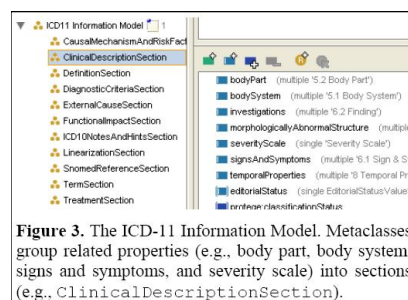 ICD11 Information Model 1
CausalMechanismAndRiskFact
ClinicalDescriptionSection
DefinitionSection
DiagnosticCriteriaSection
ExternalCauseSection
FunctionalImpactSection
ICD10NotesAndHintsSection
LinearizationSection
SnomedReferenceSection
TermSection
TreatmentSection
bodyPart (multiple '5.2 Body Part')
bodySystem (multiple '5.1 Body System')
investigations (multiple '6.2 Finding')
morphologicallyAbnormalStructure (multiple
severityScale (single 'Severity Scale')
signsAndSymptoms (multiple '6.1 Sign & S
temporalProperties (multiple '8 Temporal Pr
editorialStatus (single EditorialStatusValue
protege:classificationStatus
Figure 3. The ICD-11 Information Model. Metaclasses
group related properties (e.g., body part, body system
signs and symptoms, and severity scale) into sections
(e.g., ClinicalDescriptionSection).